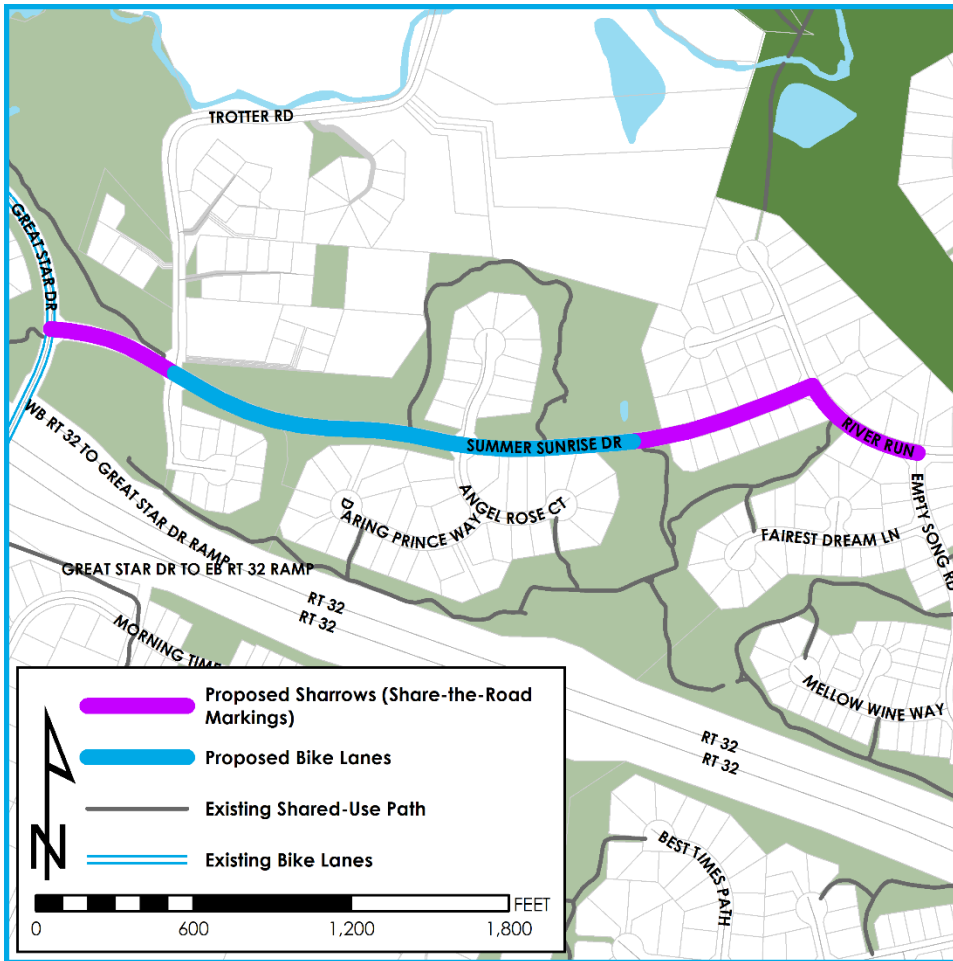 TROTTER RD
GREAT STAR DR
SUMMER SUNRISE DR
RIVER RUN
WB RT 32 TO GREAT STAR DR RAMP
DARING PRINCE WAY
ANGEL ROSE CT
EMPTY SONG RD
FAIREST DREAM LN
GREAT STAR DR TO EB RT 32 RAMP
RT 32
RT 32
MORNING TIME
MELLOW WINE WAY
RT 32
RT 32
BEST TIMES PATH
Proposed Sharrows (Share-the-Road
Markings)
Proposed Bike Lanes
Existing Shared-Use Path
Existing Bike Lanes
N
FEET
0 600 1,200 1,800